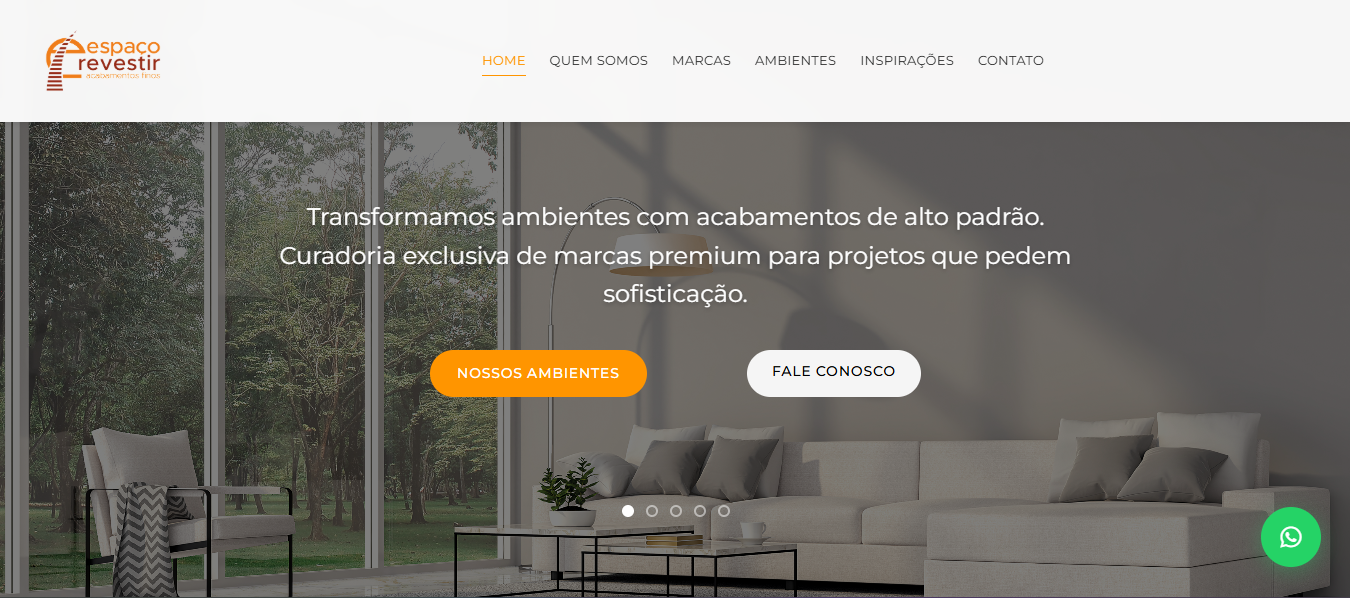 espaço
revestir
acabamentos finos
HOME QUEM SOMOS MARCAS AMBIENTES INSPIRAÇÕES CONTATO
Transformamos ambientes com acabamentos de alto padrão.
Curadoria exclusiva de marcas premium para projetos que pedem
sofisticação.
NOSSOS AMBIENTES FALE CONOSCO